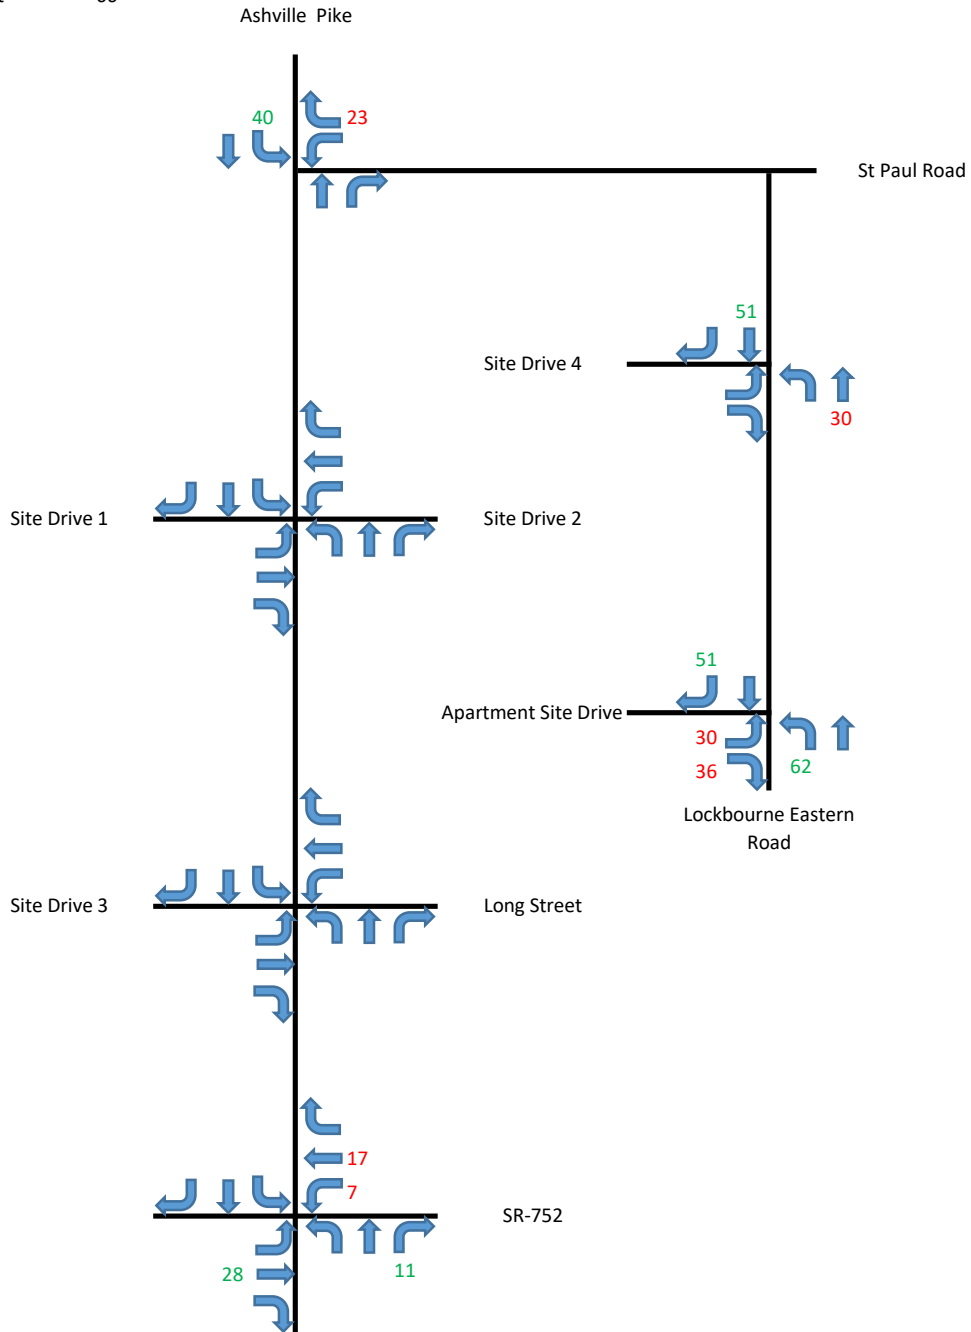 Ashville Pike
40
23
St Paul Road
51
Site Drive 4
30
Site Drive 1
Site Drive 2
51
Apartment Site Drive
30
36
62
Lockbourne Eastern
Road
Site Drive 3
Long Street
17
7
SR-752
28
11